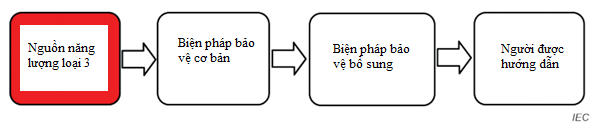 Nguồn năng
lượng loại 3
Biện pháp bảo
vệ cơ bản
Biện pháp bảo
vệ bổ sung
Người được
hướng dẫn
IEC